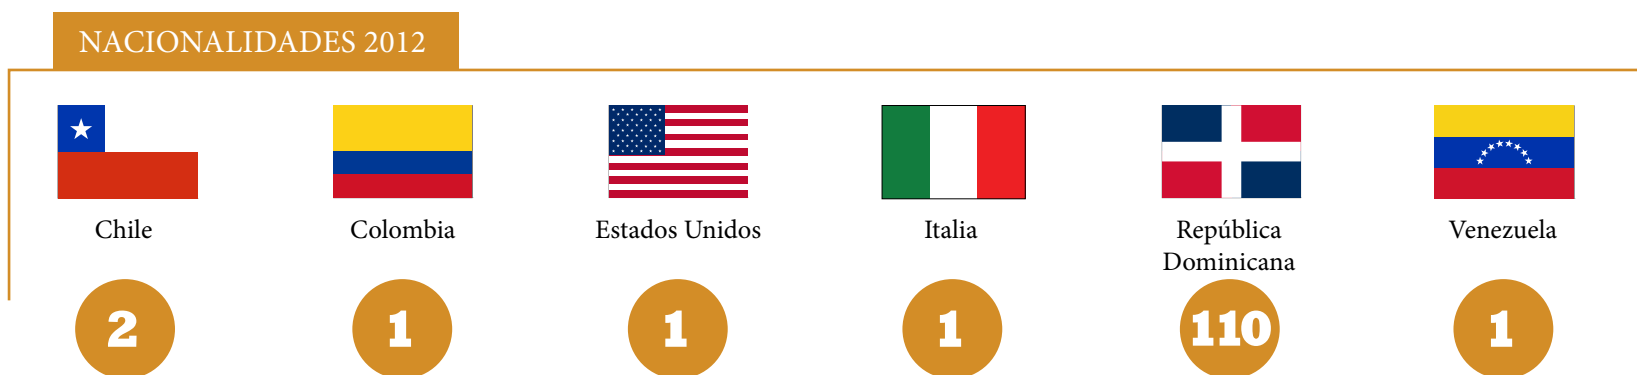 NACIONALIDADES 2012
Chile
Colombia
Estados Unidos
Italia
República
Dominicana
Venezuela
2
1
1
1
110
1